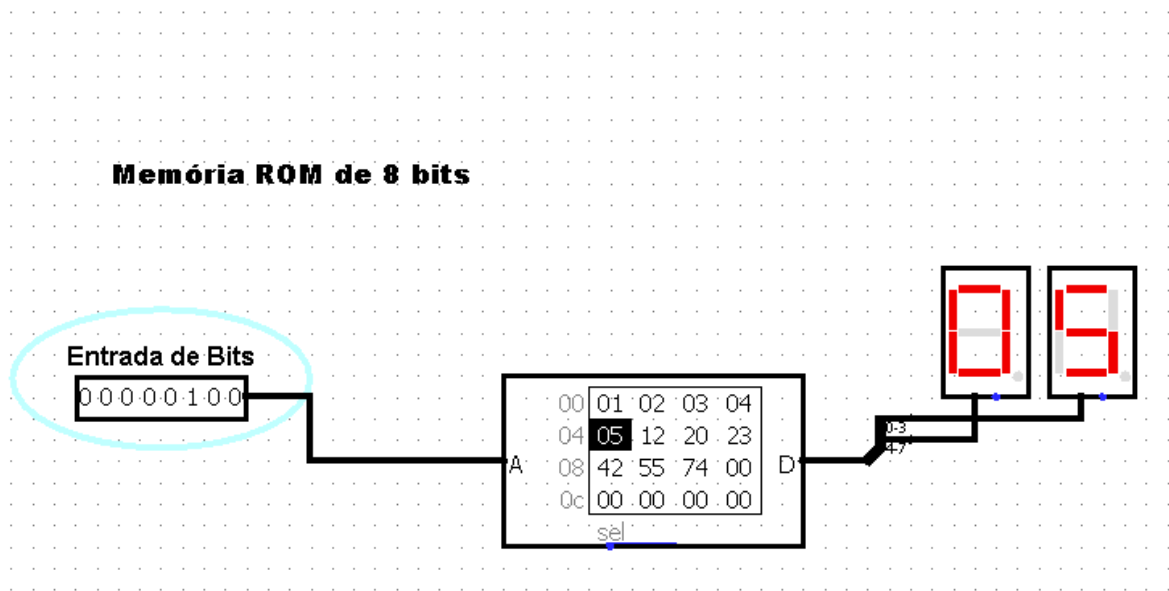 Memória ROM de 8 bits
Entrada de Bits
00000100
05
A
D
00 01 02 03 04
04 05 12 20 23
08 42 55 74 00
0c 00 00 00 00
sel
0-3
4-7